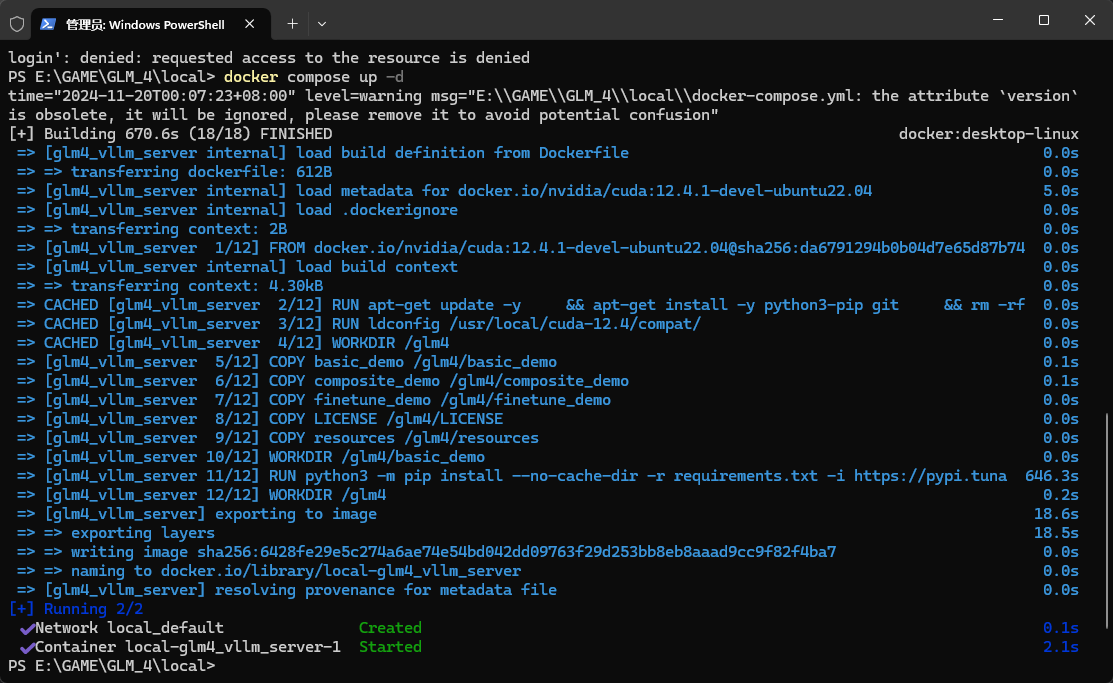 管理员: Windows PowerShell
login': denied: requested access to the resource is denied
PS E:\GAME\GLM_4\local> docker compose up -d
time="2024-11-20T00:07:23+08:00" level=warning msg="E:\\GAME\\GLM_4\\local\\docker-compose.yml: the attribute `version`
is obsolete, it will be ignored, please remove it to avoid potential confusion"
[+] Building 670.6s (18/18) FINISHED docker:desktop-linux
=> [glm4_vllm_server internal] load build definition from Dockerfile 0.0s
=> => transferring dockerfile: 612B 0.0s
=> [glm4_vllm_server internal] load metadata for docker.io/nvidia/cuda:12.4.1-devel-ubuntu22.04 5.0s
=> [glm4_vllm_server internal] load .dockerignore 0.0s
=> => transferring context: 2B 0.0s
=> [glm4_vllm_server  1/12] FROM docker.io/nvidia/cuda:12.4.1-devel-ubuntu22.04@sha256:da6791294b0b04d7e65d87b74 0.0s
=> [glm4_vllm_server internal] load build context 0.0s
=> => transferring context: 4.30kB 0.0s
=> CACHED [glm4_vllm_server  2/12] RUN apt-get update -y     && apt-get install -y python3-pip git     && rm -rf 0.0s
=> CACHED [glm4_vllm_server  3/12] RUN ldconfig /usr/local/cuda-12.4/compat/ 0.0s
=> CACHED [glm4_vllm_server  4/12] WORKDIR /glm4 0.0s
=> [glm4_vllm_server  5/12] COPY basic_demo /glm4/basic_demo 0.1s
=> [glm4_vllm_server  6/12] COPY composite_demo /glm4/composite_demo 0.1s
=> [glm4_vllm_server  7/12] COPY finetune_demo /glm4/finetune_demo 0.0s
=> [glm4_vllm_server  8/12] COPY LICENSE /glm4/LICENSE 0.0s
=> [glm4_vllm_server  9/12] COPY resources /glm4/resources 0.0s
=> [glm4_vllm_server 10/12] WORKDIR /glm4/basic_demo 0.0s
=> [glm4_vllm_server 11/12] RUN python3 -m pip install --no-cache-dir -r requirements.txt -i https://pypi.tuna 646.3s
=> [glm4_vllm_server 12/12] WORKDIR /glm4 0.2s
=> [glm4_vllm_server] exporting to image 18.6s
=> => exporting layers 18.5s
=> => writing image sha256:6428fe29e5c274a6ae74e54bd042dd09763f29d253bb8eb8aaad9cc9f82f4ba7 0.0s
=> => naming to docker.io/library/local-glm4_vllm_server 0.0s
=> [glm4_vllm_server] resolving provenance for metadata file 0.0s
[+] Running 2/2
✔Network local_default Created 0.1s
✔Container local-glm4_vllm_server-1 Started 2.1s
PS E:\GAME\GLM_4\local>